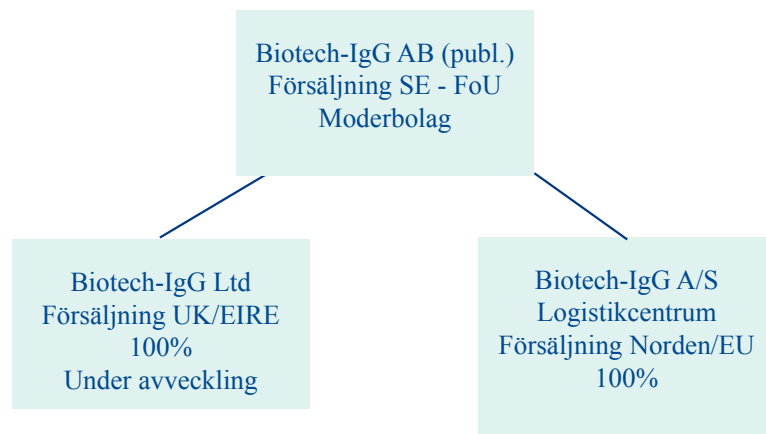 Biotech-IgG AB (publ.)
Försäljning SE - FoU
Moderbolag
Biotech-IgG Ltd
Försäljning UK/EIRE
100%
Under avveckling
Biotech-IgG A/S
Logistikcentrum
Försäljning Norden/EU
100%